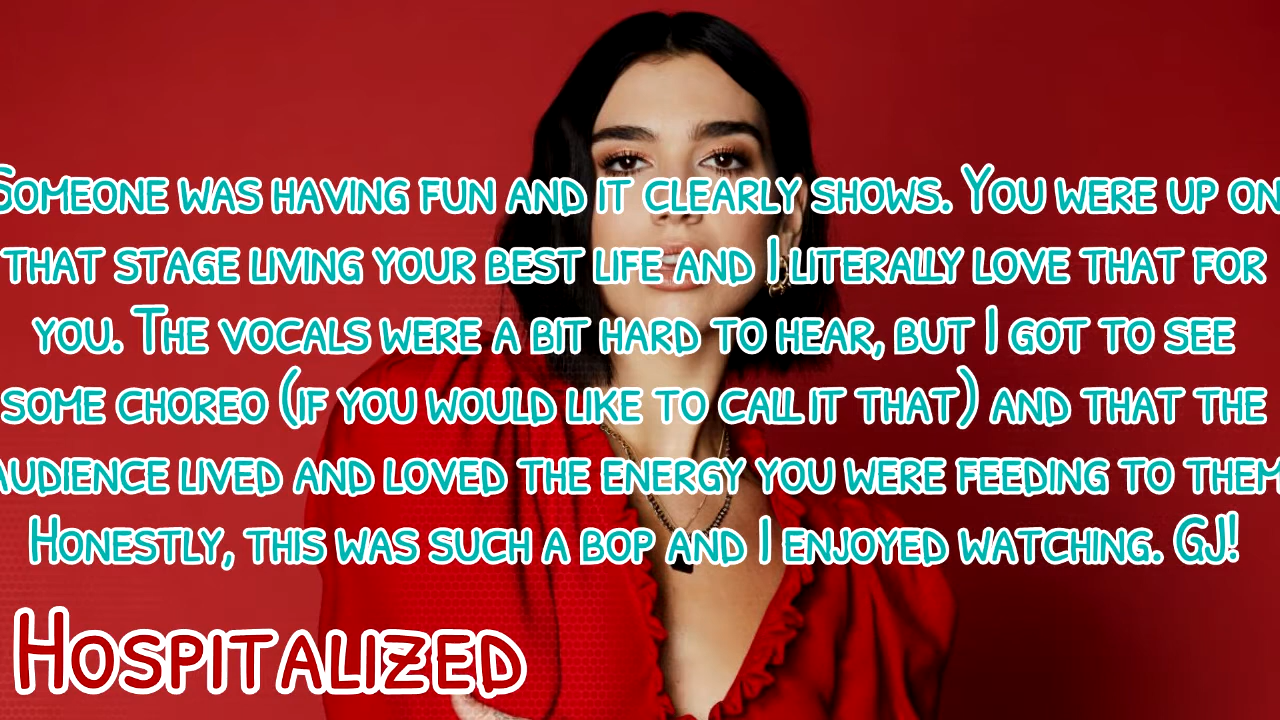 Someone was having fun and it clearly shows. You were up on
that stage living your best life and I literally love that for
you. The vocals were a bit hard to hear, but I got to see
some choreo (if you would like to call it that) and that the
audience lived and loved the energy you were feeding to them
Honestly, this was such a bop and I enjoyed watching. GJ!
Hospitalized